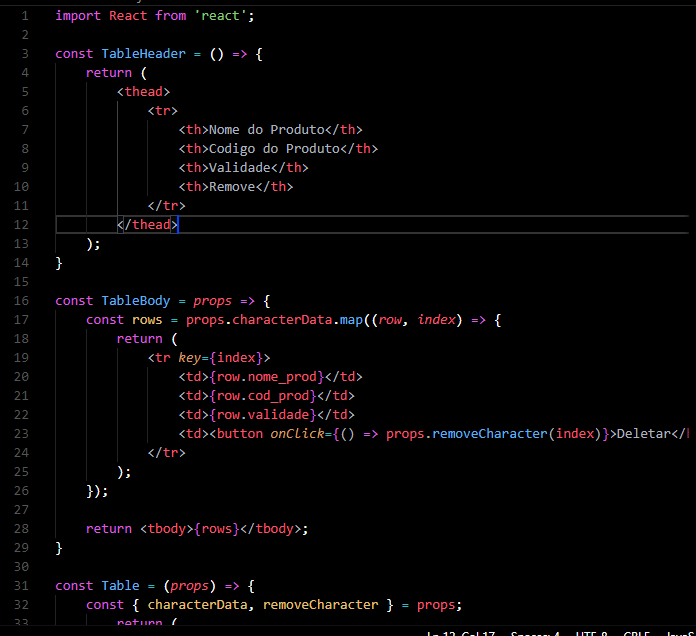 1 import React from 'react';
2
3 const TableHeader = () => {
4     return (
5         <thead>
6             <tr>
7                 <th>Nome do Produto</th>
8                 <th>Codigo do Produto</th>
9                 <th>Validade</th>
10                 <th>Remove</th>
11             </tr>
12         </thead>
13     );
14 }
15
16 const TableBody = props => {
17     const rows = props.characterData.map((row, index) => {
18         return (
19             <tr key={index}>
20                 <td>{row.nome_prod}</td>
21                 <td>{row.cod_prod}</td>
22                 <td>{row.validade}</td>
23                 <td><button onClick={() => props.removeCharacter(index)}>Deletar</
24             </tr>
25         );
26     });
27
28     return <tbody>{rows}</tbody>;
29 }
30
31 const Table = (props) => {
32     const { characterData, removeCharacter } = props;
33     return (
Ln 12, Col 17 Spaces: 4 UTF-8 CRLF